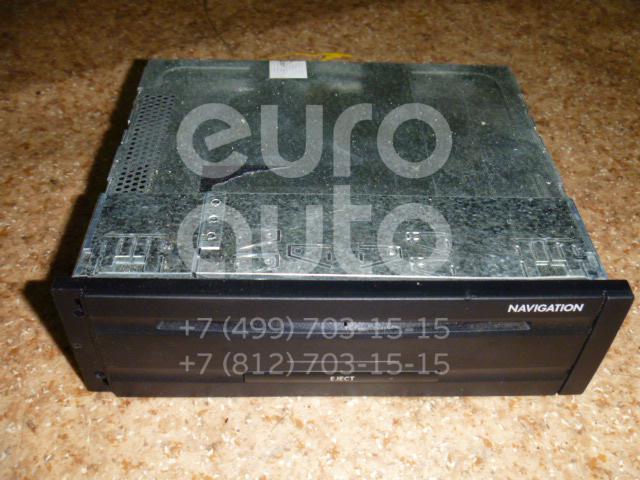 euro
auto
NAVIGATION
+7 (499) 703-15-15
+7 (812) 703-15-15
EJECT